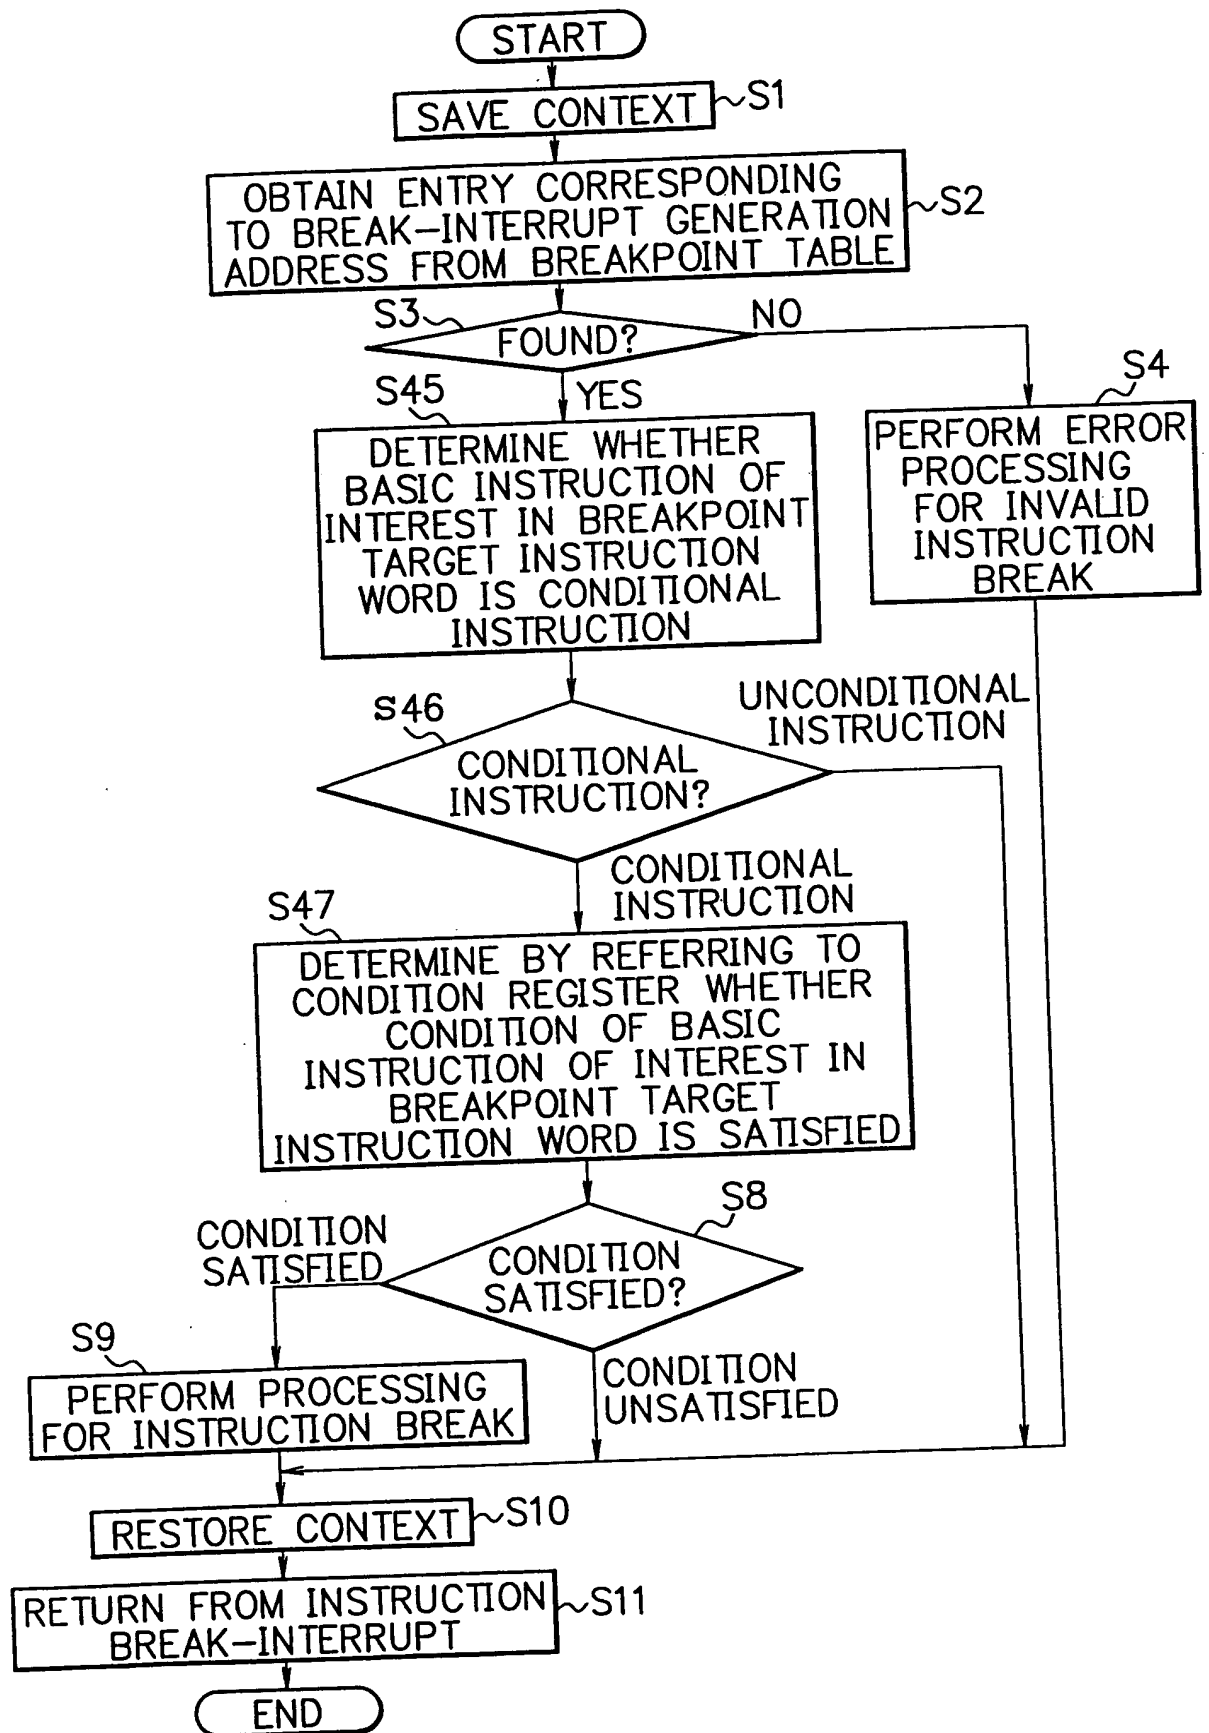 START
SAVE CONTEXT
S1
OBTAIN ENTRY CORRESPONDING
TO BREAK-INTERRUPT GENERATION
ADDRESS FROM BREAKPOINT TABLE
S2
S3
FOUND?
NO
YES
S4
PERFORM ERROR
PROCESSING
FOR INVALID
INSTRUCTION
BREAK
S45
DETERMINE WHETHER
BASIC INSTRUCTION OF
INTEREST IN BREAKPOINT
TARGET INSTRUCTION
WORD IS CONDITIONAL
INSTRUCTION
S46
CONDITIONAL
INSTRUCTION?
UNCONDITIONAL
INSTRUCTION
CONDITIONAL
INSTRUCTION
S47
DETERMINE BY REFERRING TO
CONDITION REGISTER WHETHER
CONDITION OF BASIC
INSTRUCTION OF INTEREST IN
BREAKPOINT TARGET
INSTRUCTION WORD IS SATISFIED
S8
CONDITION
SATISFIED?
CONDITION
SATISFIED
CONDITION
UNSATISFIED
S9
PERFORM PROCESSING
FOR INSTRUCTION BREAK
RESTORE CONTEXT
S10
RETURN FROM INSTRUCTION
BREAK-INTERRUPT
S11
END